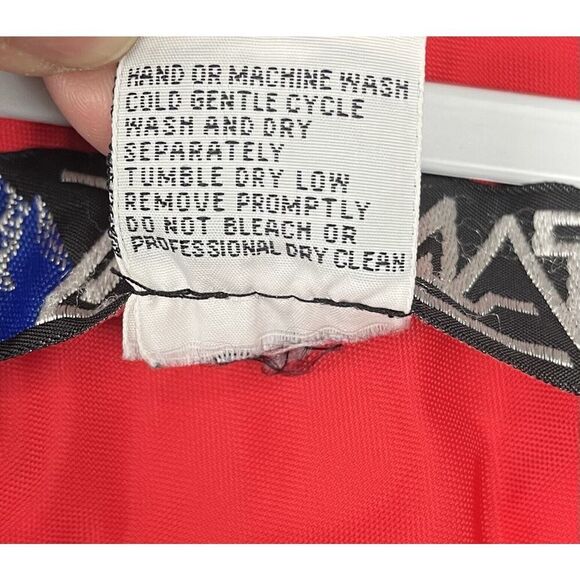 HAND OR MACHINE WASH
COLD GENTLE CYCLE
WASH AND DRY
SEPARATELY
TUMBLE DRY LOW
REMOVE PROMPTLY
DO NOT BLEACH OR
PROFESSIONAL DRY CLEAN